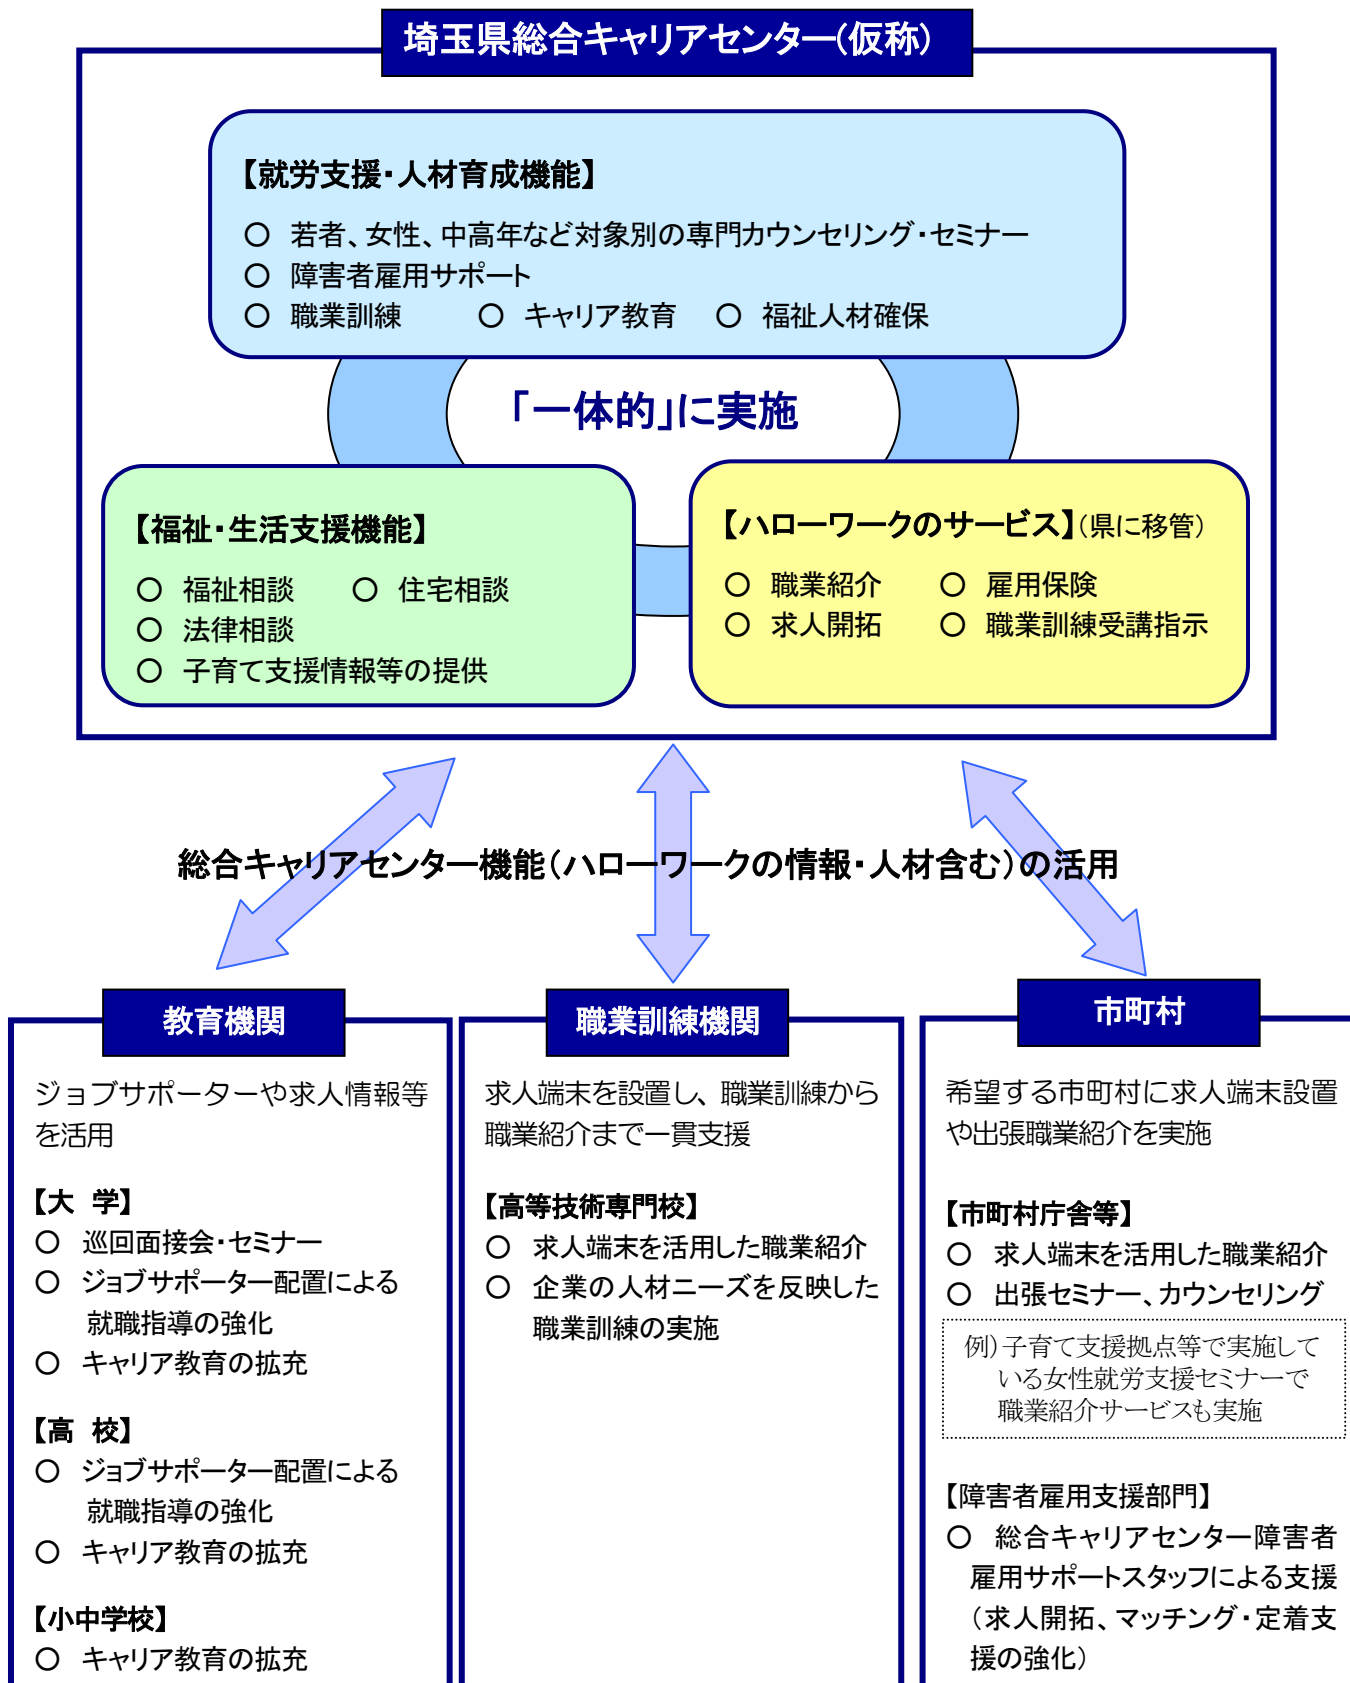 埼玉県総合キャリアセンター(仮称)
【就労支援・人材育成機能】
○ 若者、女性、中高年など対象別の専門カウンセリング・セミナー
○ 障害者雇用サポート
○ 職業訓練 ○ キャリア教育 ○ 福祉人材確保
「一体的」に実施
【福祉・生活支援機能】
○ 福祉相談 ○ 住宅相談
○ 法律相談
○ 子育て支援情報等の提供
【ハローワークのサービス】(県に移管)
○ 職業紹介 ○ 雇用保険
○ 求人開拓 ○ 職業訓練受講指示
総合キャリアセンター機能(ハローワークの情報・人材含む)の活用
教育機関
ジョブサポーターや求人情報等
を活用
【大 学】
○ 巡回面接会・セミナー
○ ジョブサポーター配置による
就職指導の強化
○ キャリア教育の拡充
【高 校】
○ ジョブサポーター配置による
就職指導の強化
○ キャリア教育の拡充
【小中学校】
○ キャリア教育の拡充
職業訓練機関
求人端末を設置し、職業訓練から
職業紹介まで一貫支援
【高等技術専門校】
○ 求人端末を活用した職業紹介
○ 企業の人材ニーズを反映した
職業訓練の実施
市町村
希望する市町村に求人端末設置
や出張職業紹介を実施
【市町村庁舎等】
○ 求人端末を活用した職業紹介
○ 出張セミナー、カウンセリング
例)子育て支援拠点等で実施して
いる女性就労支援セミナーで
職業紹介サービスも実施
【障害者雇用支援部門】
○ 総合キャリアセンター障害者
雇用サポートスタッフによる支援
(求人開拓、マッチング・定着支
援の強化)